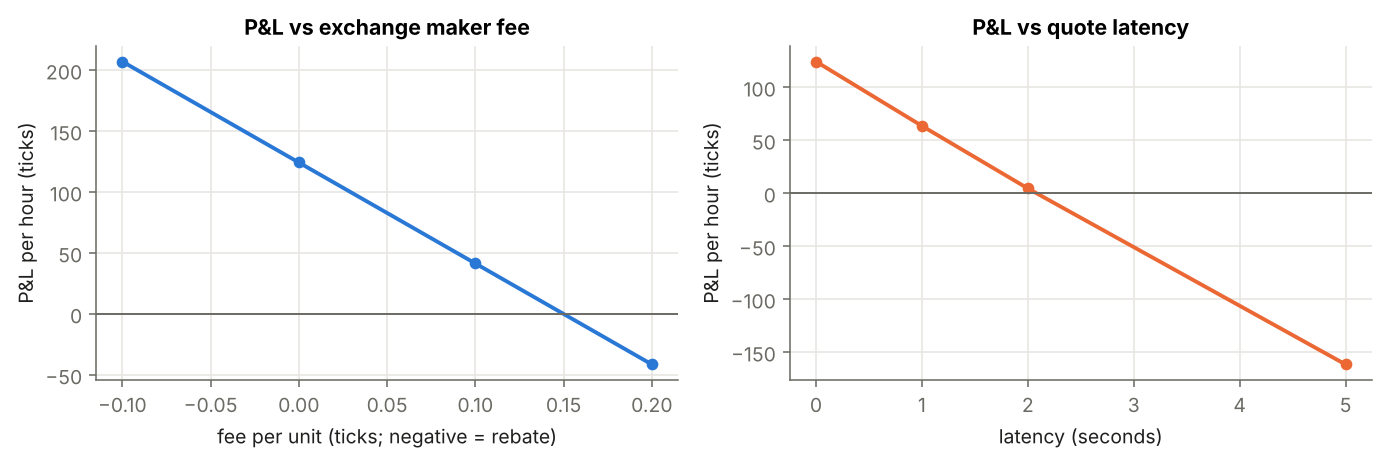 P&L vs exchange maker fee
P&L per hour (ticks)
200
150
100
50
0
−50
−0.10 −0.05 0.00 0.05 0.10 0.15 0.20
fee per unit (ticks; negative = rebate)
P&L vs quote latency
P&L per hour (ticks)
100
50
0
−50
−100
−150
0 1 2 3 4 5
latency (seconds)